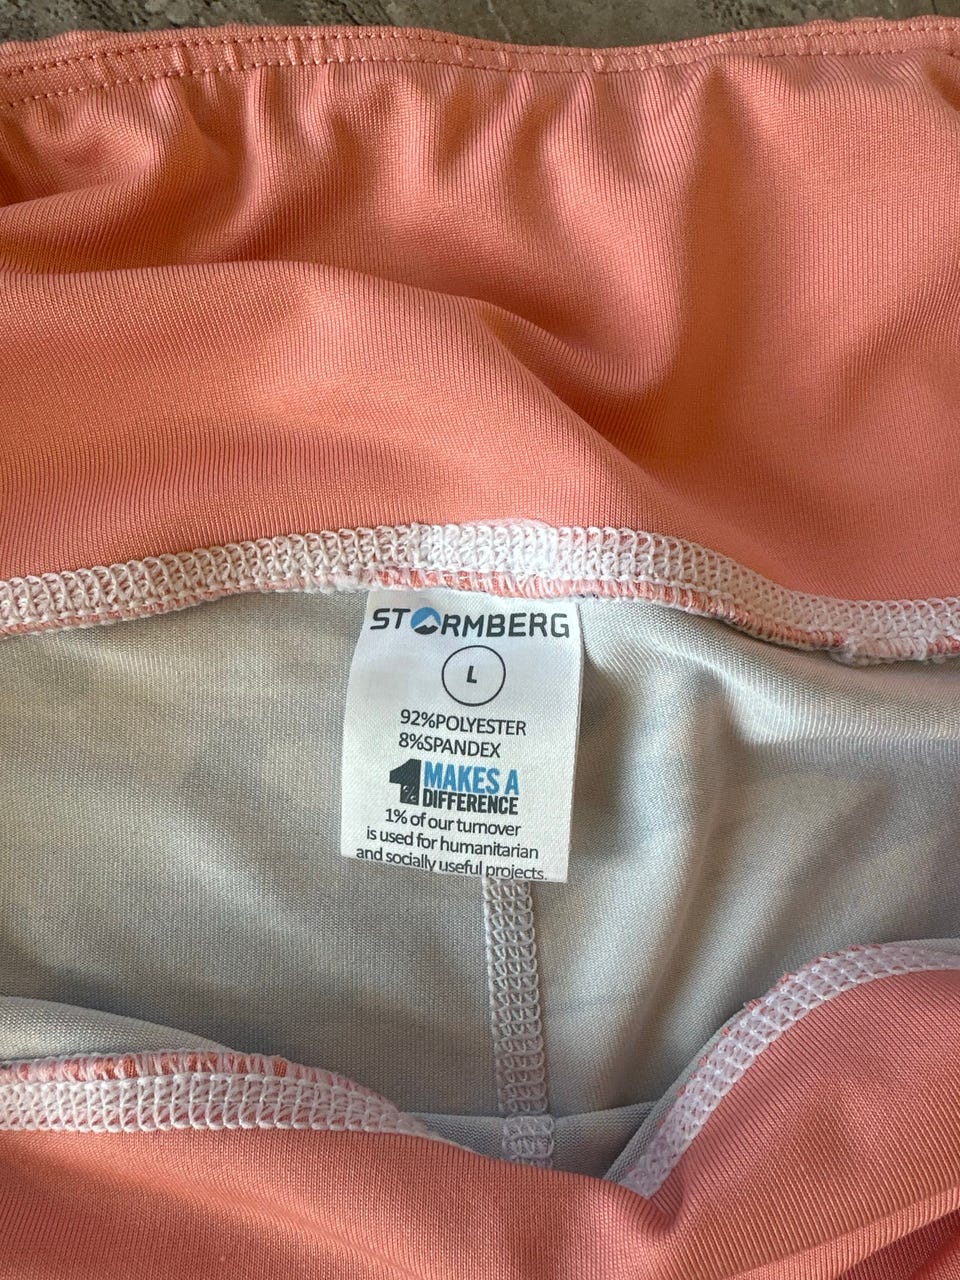 STORMBERG
L
92%POLYESTER
8%SPANDEX
1% MAKES A
DIFFERENCE
1% of our turnover
is used for humanitarian
and socially useful projects.